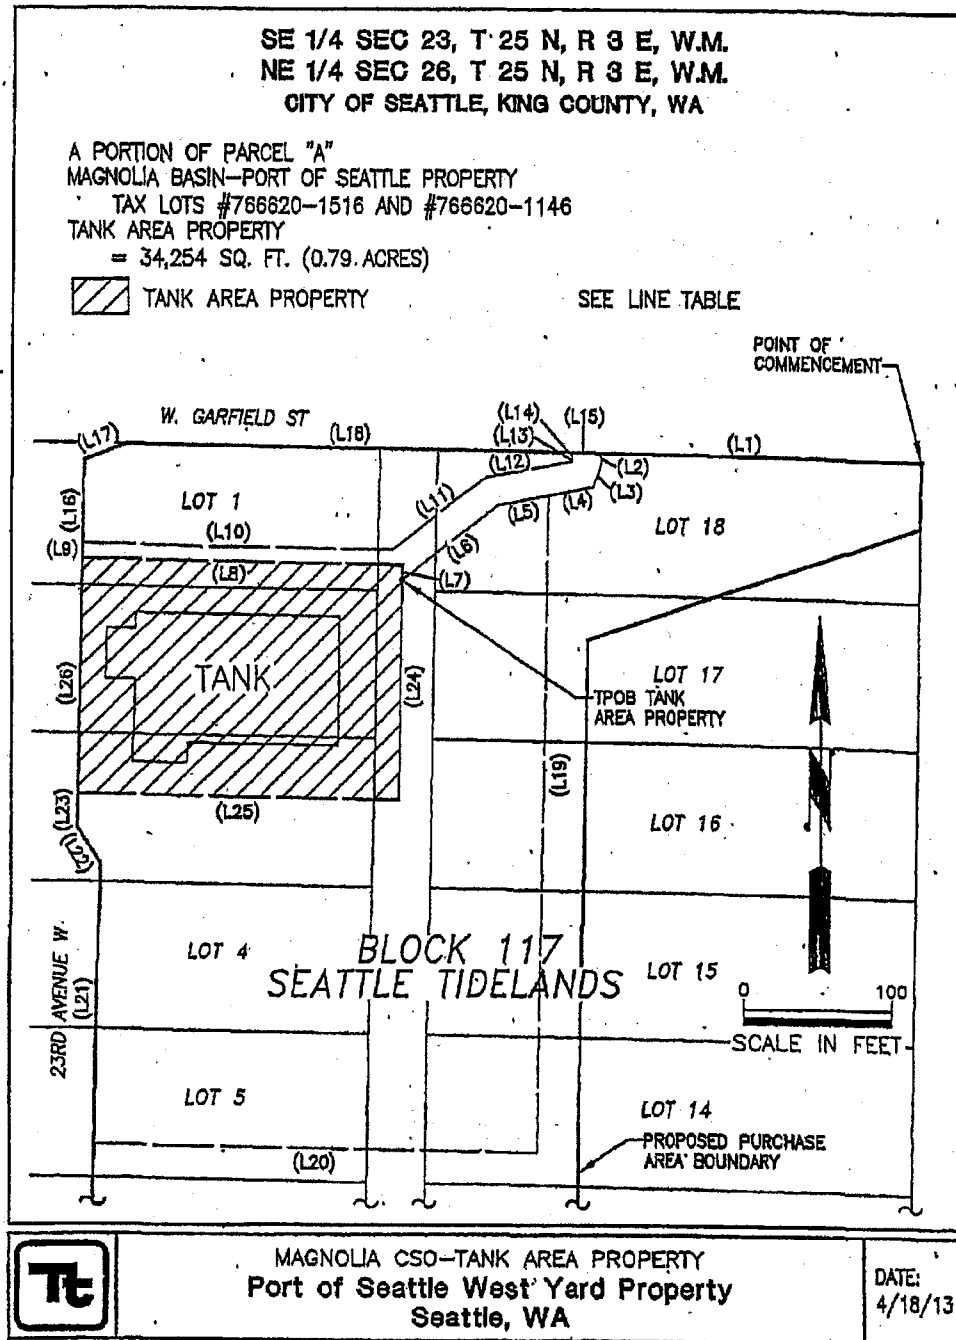 SE 1/4 SEC 23, T 25 N, R 3 E, W.M.
NE 1/4 SEC 26, T 25 N, R 3 E, W.M.
CITY OF SEATTLE, KING COUNTY, WA
A PORTION OF PARCEL "A"
MAGNOLIA BASIN-PORT OF SEATTLE PROPERTY
TAX LOTS #766620-1516 AND #766620-1146
TANK AREA PROPERTY
= 34,254 SQ. FT. (0.79 ACRES)
TANK AREA PROPERTY
SEE LINE TABLE
POINT OF
COMMENCEMENT
W. GARFIELD ST
(L17)
(L18)
(L14)
(L15)
(L13)
(L1)
(L12)
(L2)
(L3)
(L4)
(L5)
(L11)
(L16)
LOT 1
(L10)
LOT 18
(L6)
(L9)
(L8)
(L7)
TANK
(L26)
(L24)
LOT 17
TPOB TANK
AREA PROPERTY
(L19)
(L23)
(L25)
LOT 16
(L22)
BLOCK 117
SEATTLE TIDELANDS
LOT 4
LOT 15
23RD AVENUE W.
(L21)
0 100
SCALE IN FEET
LOT 5
LOT 14
PROPOSED PURCHASE
AREA BOUNDARY
(L20)
Tt
MAGNOLIA CSO-TANK AREA PROPERTY
Port of Seattle West Yard Property
Seattle, WA
DATE:
4/18/13